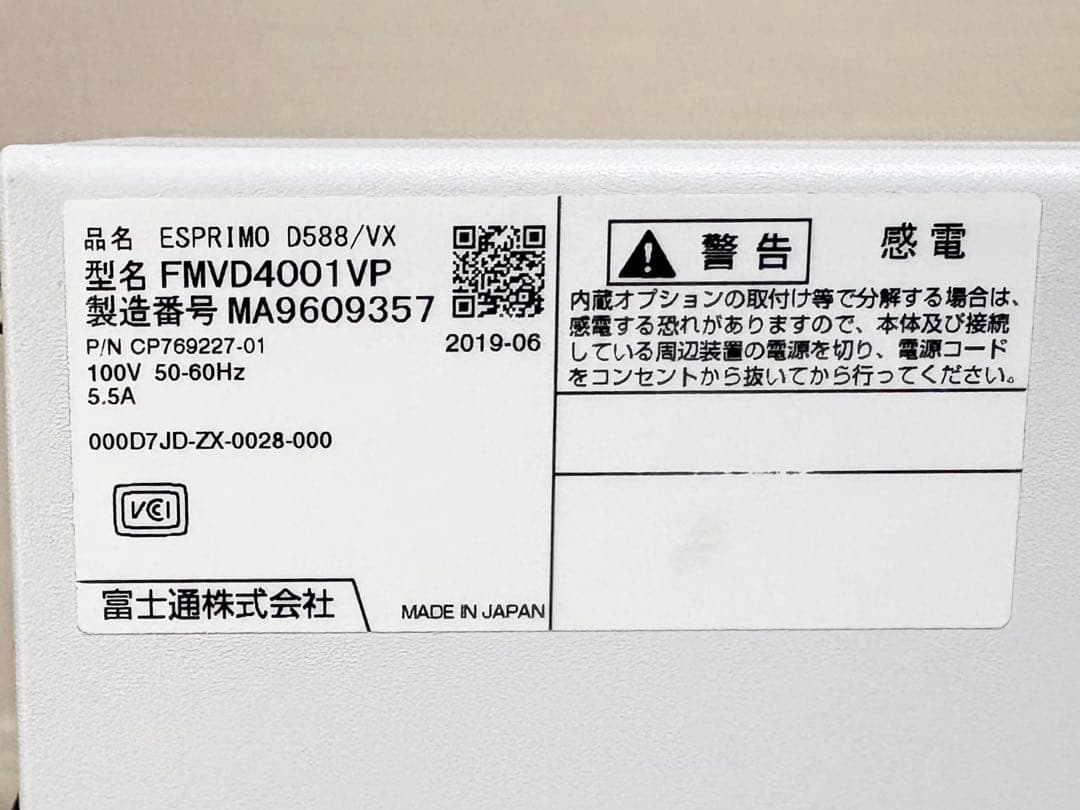 品名 ESPRIMO D588/VX
型名 FMVD4001VP
製造番号 MA9609357
P/N CP769227-01
2019-06
100V 50-60Hz
5.5A
000D7JD-ZX-0028-000
VCCI
富士通株式会社
MADE IN JAPAN
警告 感電
内蔵オプションの取付け等で分解する場合は、
感電する恐れがありますので、本体及び接続
している周辺装置の電源を切り、電源コード
をコンセントから抜いてから行ってください。